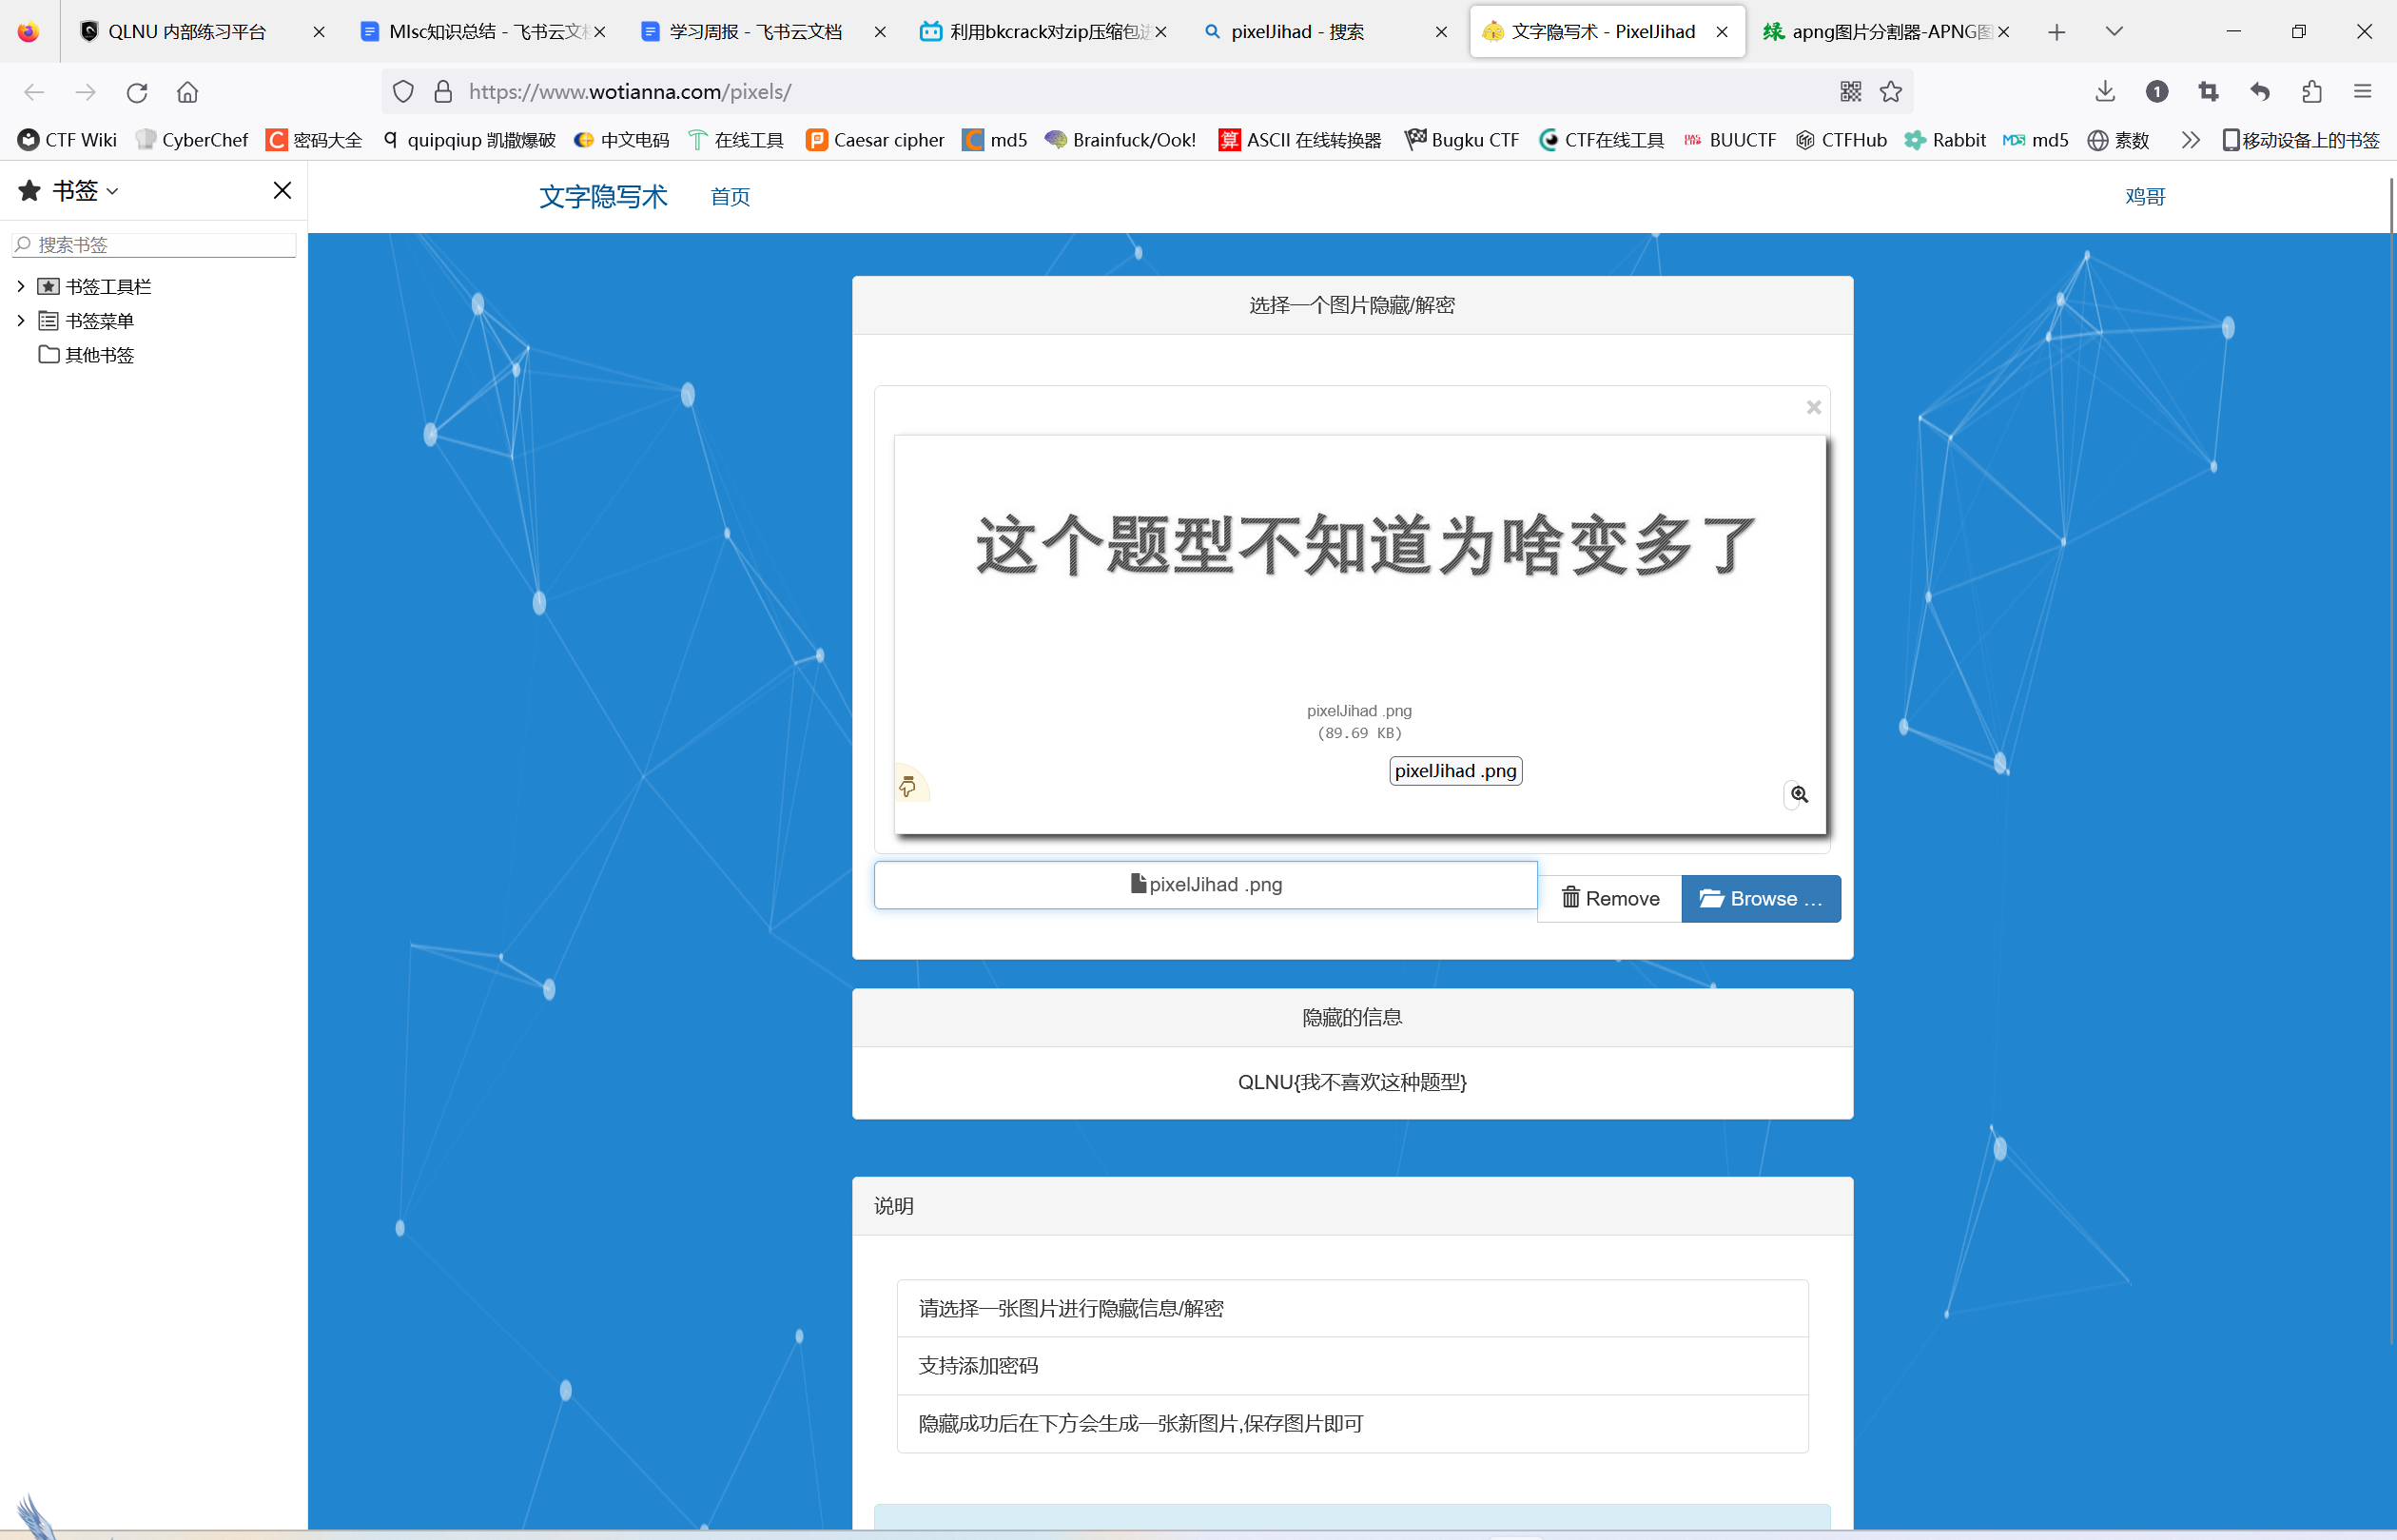 QLNU 内部练习平台
MIsc知识总结 - 飞书云文
学习周报 - 飞书云文档
利用bkcrack对zip压缩包进
pixelJihad - 搜索
文字隐写术 - PixelJihad
apng图片分割器-APNG图
https://www.wotianna.com/pixels/
1
CTF Wiki
CyberChef
C 密码大全
quipqiup 凯撒爆破
中文电码
在线工具
Caesar cipher
md5
Brainfuck/Ook!
算 ASCII 在线转换器
Bugku CTF
CTF在线工具
BUUCTF
CTFHub
Rabbit
md5
素数
移动设备上的书签
书签
搜索书签
书签工具栏
书签菜单
其他书签
文字隐写术
首页
鸡哥
选择一个图片隐藏/解密
这个题型不知道为啥变多了
pixelJihad .png
(89.69 KB)
pixelJihad .png
pixelJihad .png
Remove
Browse …
隐藏的信息
QLNU{我不喜欢这种题型}
说明
请选择一张图片进行隐藏信息/解密
支持添加密码
隐藏成功后在下方会生成一张新图片,保存图片即可